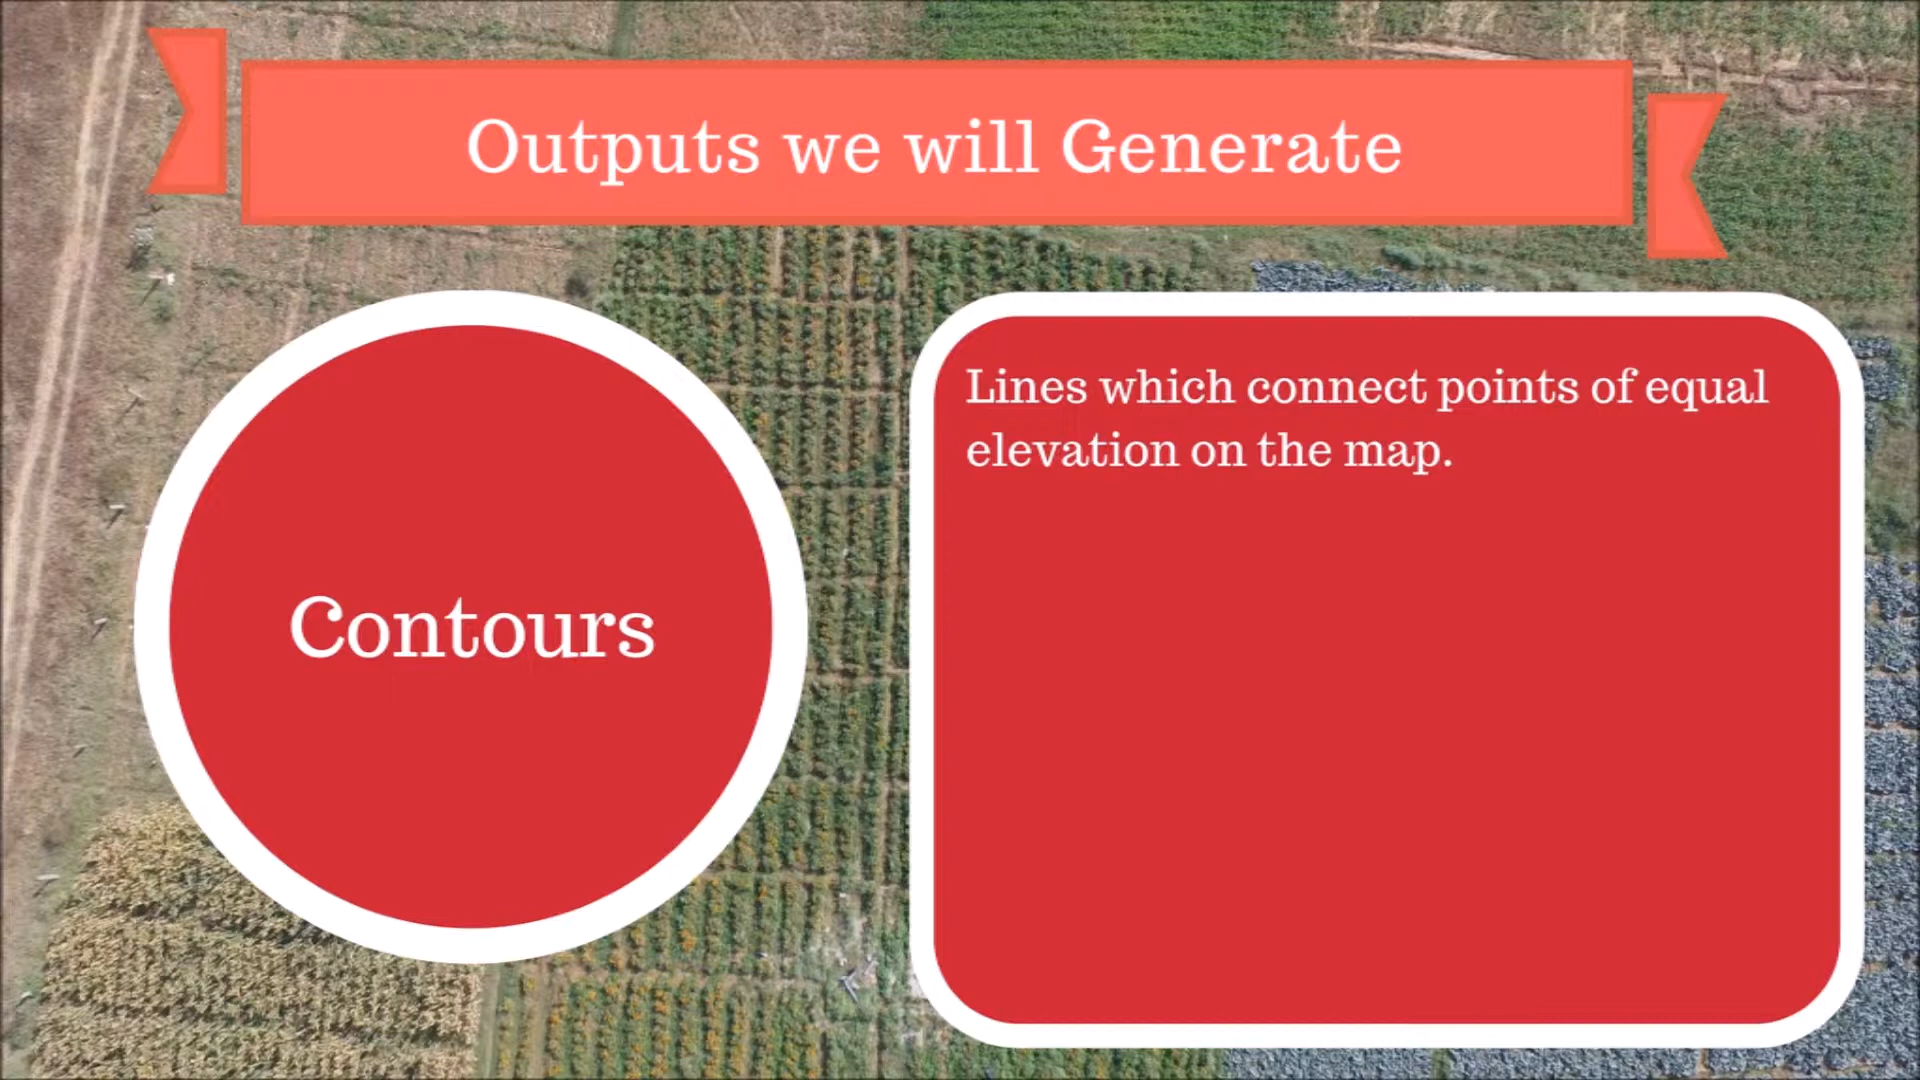 Outputs we will Generate
Contours
Lines which connect points of equal
elevation on the map.